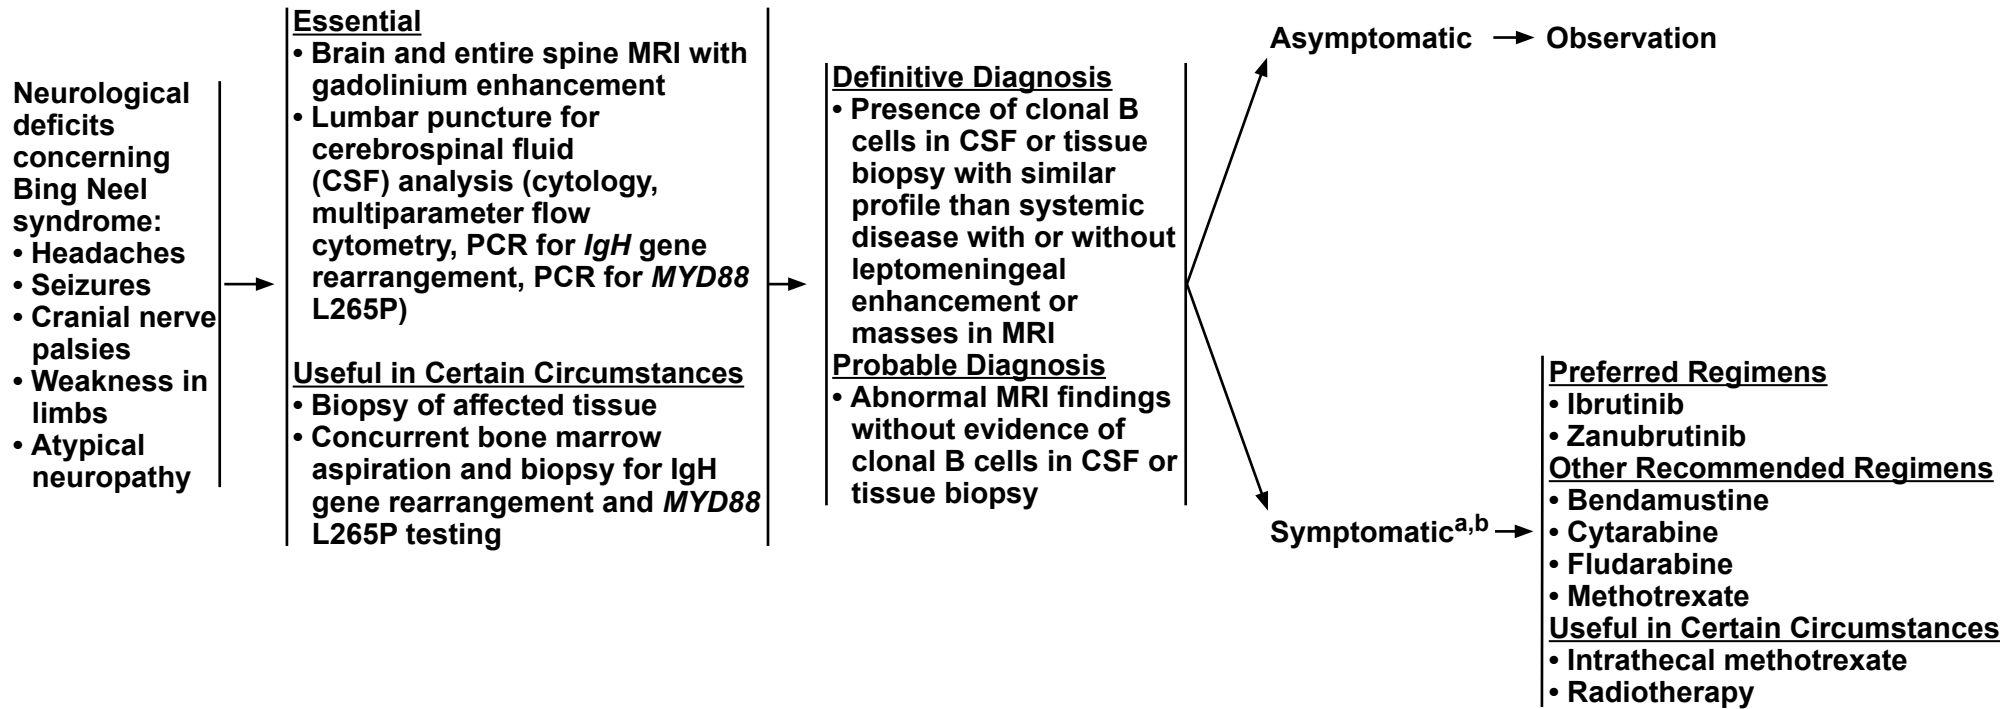 Neurological
deficits
concerning
Bing Neel
syndrome:
• Headaches
• Seizures
• Cranial nerve
palsies
• Weakness in
limbs
• Atypical
neuropathy
Essential
• Brain and entire spine MRI with
gadolinium enhancement
• Lumbar puncture for
cerebrospinal fluid
(CSF) analysis (cytology,
multiparameter flow
cytometry, PCR for IgH gene
rearrangement, PCR for MYD88
L265P)
Useful in Certain Circumstances
• Biopsy of affected tissue
• Concurrent bone marrow
aspiration and biopsy for IgH
gene rearrangement and MYD88
L265P testing
Definitive Diagnosis
• Presence of clonal B
cells in CSF or tissue
biopsy with similar
profile than systemic
disease with or without
leptomeningeal
enhancement or
masses in MRI
Probable Diagnosis
• Abnormal MRI findings
without evidence of
clonal B cells in CSF or
tissue biopsy
Asymptomatic → Observation
Symptomatic^a,b →
Preferred Regimens
• Ibrutinib
• Zanubrutinib
Other Recommended Regimens
• Bendamustine
• Cytarabine
• Fludarabine
• Methotrexate
Useful in Certain Circumstances
• Intrathecal methotrexate
• Radiotherapy